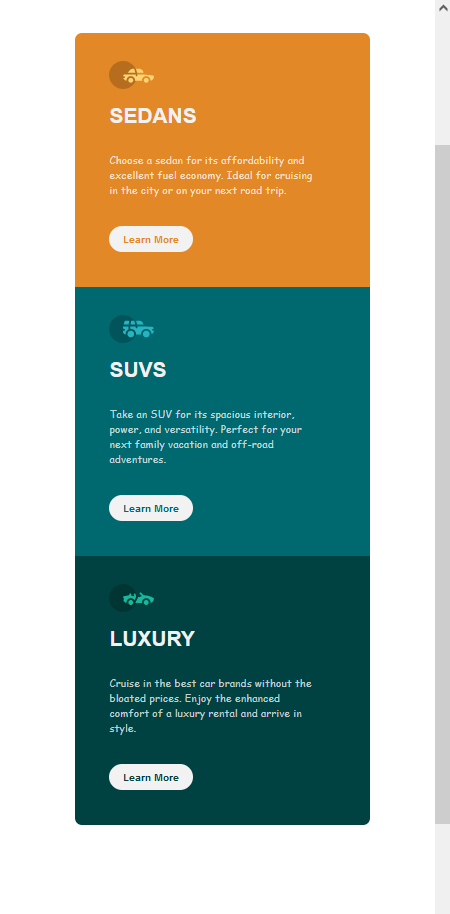 SEDANS
Choose a sedan for its affordability and
excellent fuel economy. Ideal for cruising
in the city or on your next road trip.
Learn More
SUVS
Take an SUV for its spacious interior,
power, and versatility. Perfect for your
next family vacation and off-road
adventures.
Learn More
LUXURY
Cruise in the best car brands without the
bloated prices. Enjoy the enhanced
comfort of a luxury rental and arrive in
style.
Learn More